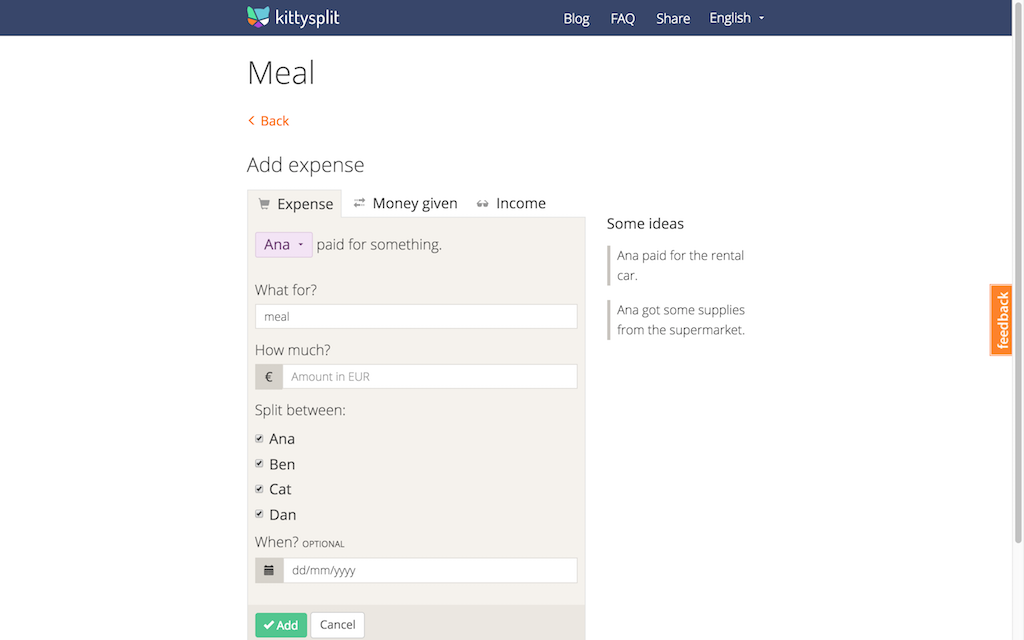 kittysplit
Blog FAQ Share English
Meal
Back
Add expense
Expense Money given Income
Ana paid for something.
What for?
meal
How much?
€ Amount in EUR
Split between:
Ana
Ben
Cat
Dan
When? OPTIONAL
dd/mm/yyyy
Add Cancel
Some ideas
Ana paid for the rental
car.
Ana got some supplies
from the supermarket.
feedback